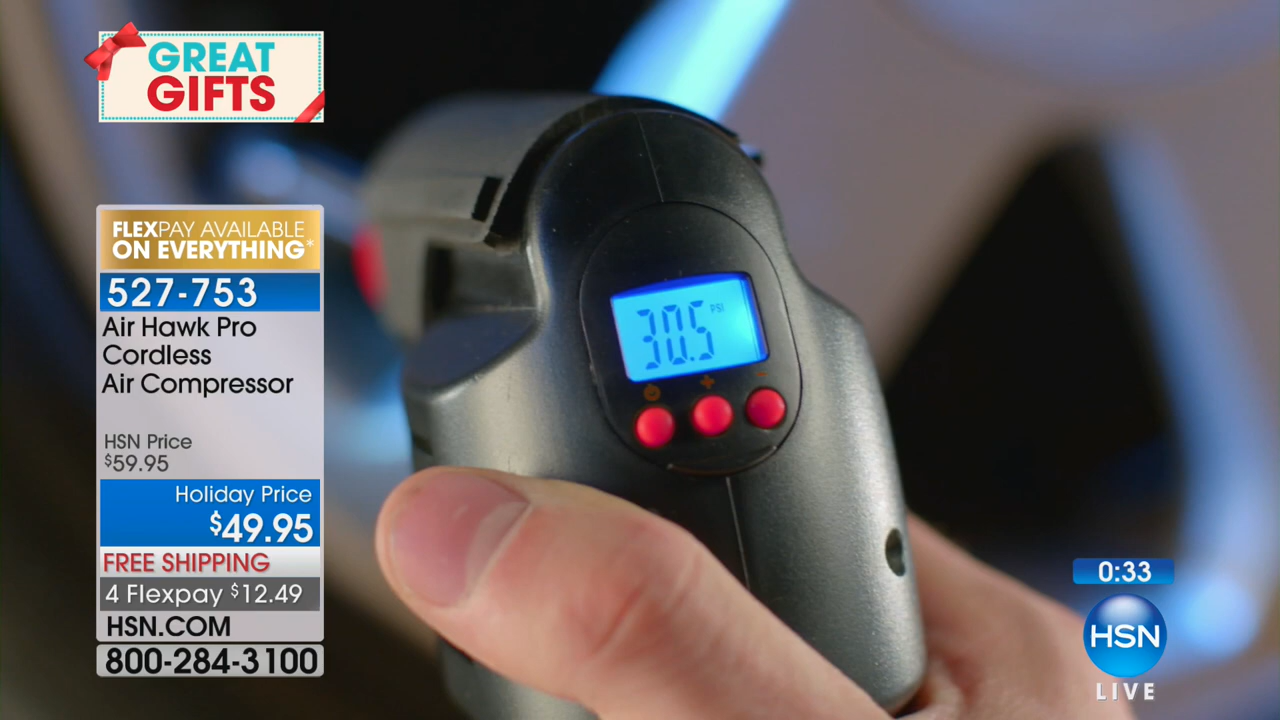 GREAT
GIFTS
FLEXPAY AVAILABLE
ON EVERYTHING*
527-753
Air Hawk Pro
Cordless
Air Compressor
HSN Price
$59.95
Holiday Price
$49.95
FREE SHIPPING
4 Flexpay $12.49
HSN.COM
800-284-3100
30.5 PSI
+ -
0:33
HSN
LIVE